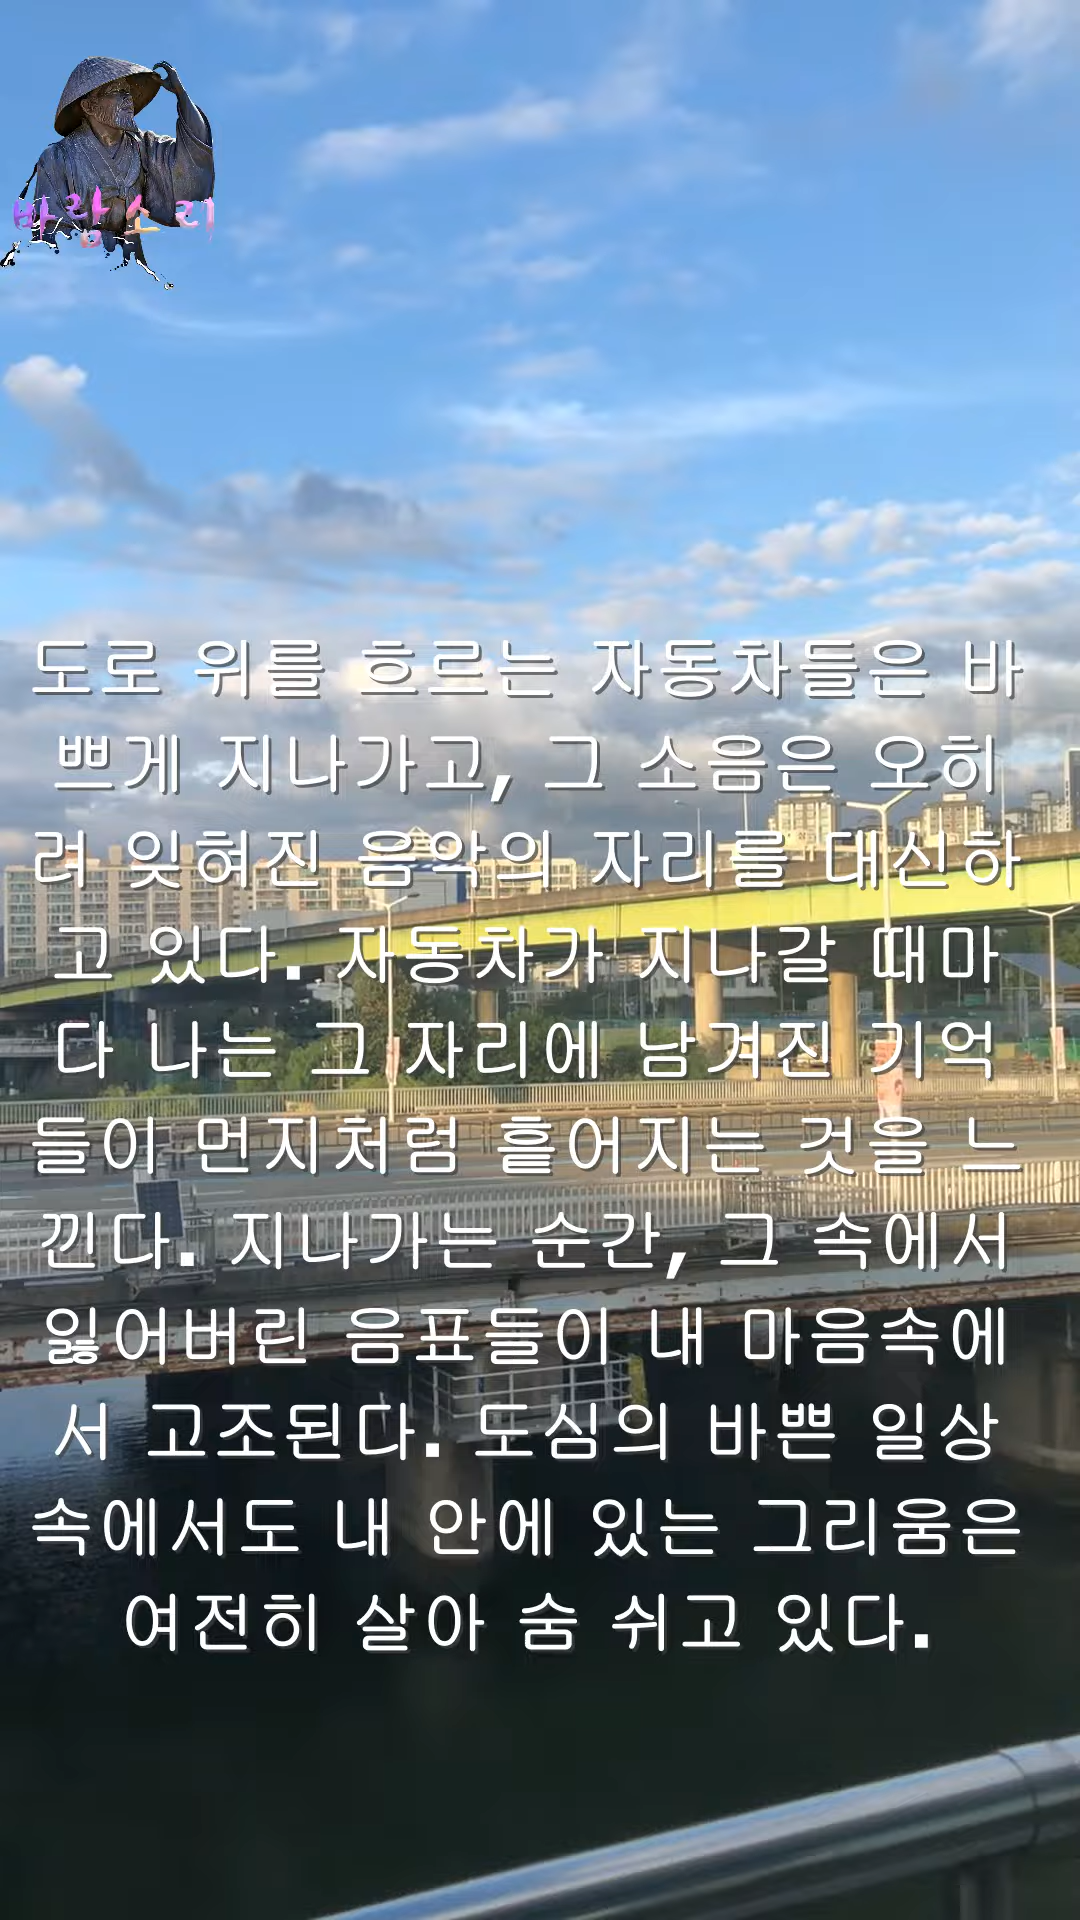 바람소리
도로 위를 흐르는 자동차들은 바
쁘게 지나가고, 그 소음은 오히
려 잊혀진 음악의 자리를 대신하
고 있다. 자동차가 지나갈 때마
다 나는 그 자리에 남겨진 기억
들이 먼지처럼 흩어지는 것을 느
낀다. 지나가는 순간, 그 속에서
잃어버린 음표들이 내 마음속에
서 고조된다. 도심의 바쁜 일상
속에서도 내 안에 있는 그리움은
여전히 살아 숨 쉬고 있다.